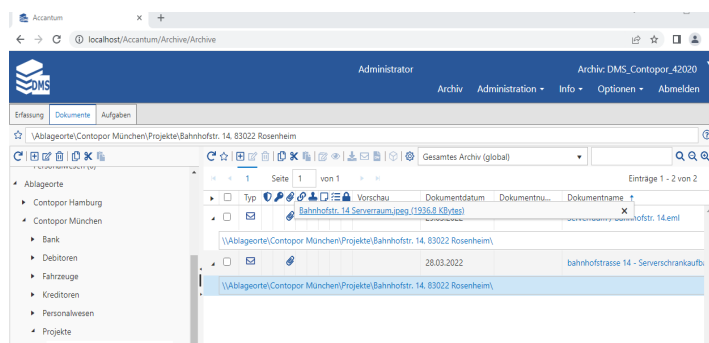 Accantum
localhost/Accantum/Archive/Archive
DMS
Administrator
Archiv: DMS_Contopor_42020
Archiv
Administration
Info
Optionen
Abmelden
Erfassung
Dokumente
Aufgaben
\Ablageorte\Contopor München\Projekte\Bahnhofstr. 14. 83022 Rosenheim
Gesamtes Archiv (global)
1 Seite 1 von 1
Einträge 1 - 2 von 2
Ablageorte
Contopor Hamburg
Contopor München
Bank
Debitoren
Fahrzeuge
Kreditoren
Personalwesen
Projekte
Typ Vorschau Dokumentdatum Dokumentnu... Dokumentname
Bahnhofstr. 14 Serverraum.jpeg (1936.8 KBytes) X
\\Ablageorte\Contopor München\Projekte\Bahnhofstr. 14. 83022 Rosenheim\
28.03.2022 bahnhofstrasse 14 - Serverschrankaufba
\\Ablageorte\Contopor München\Projekte\Bahnhofstr. 14. 83022 Rosenheim\